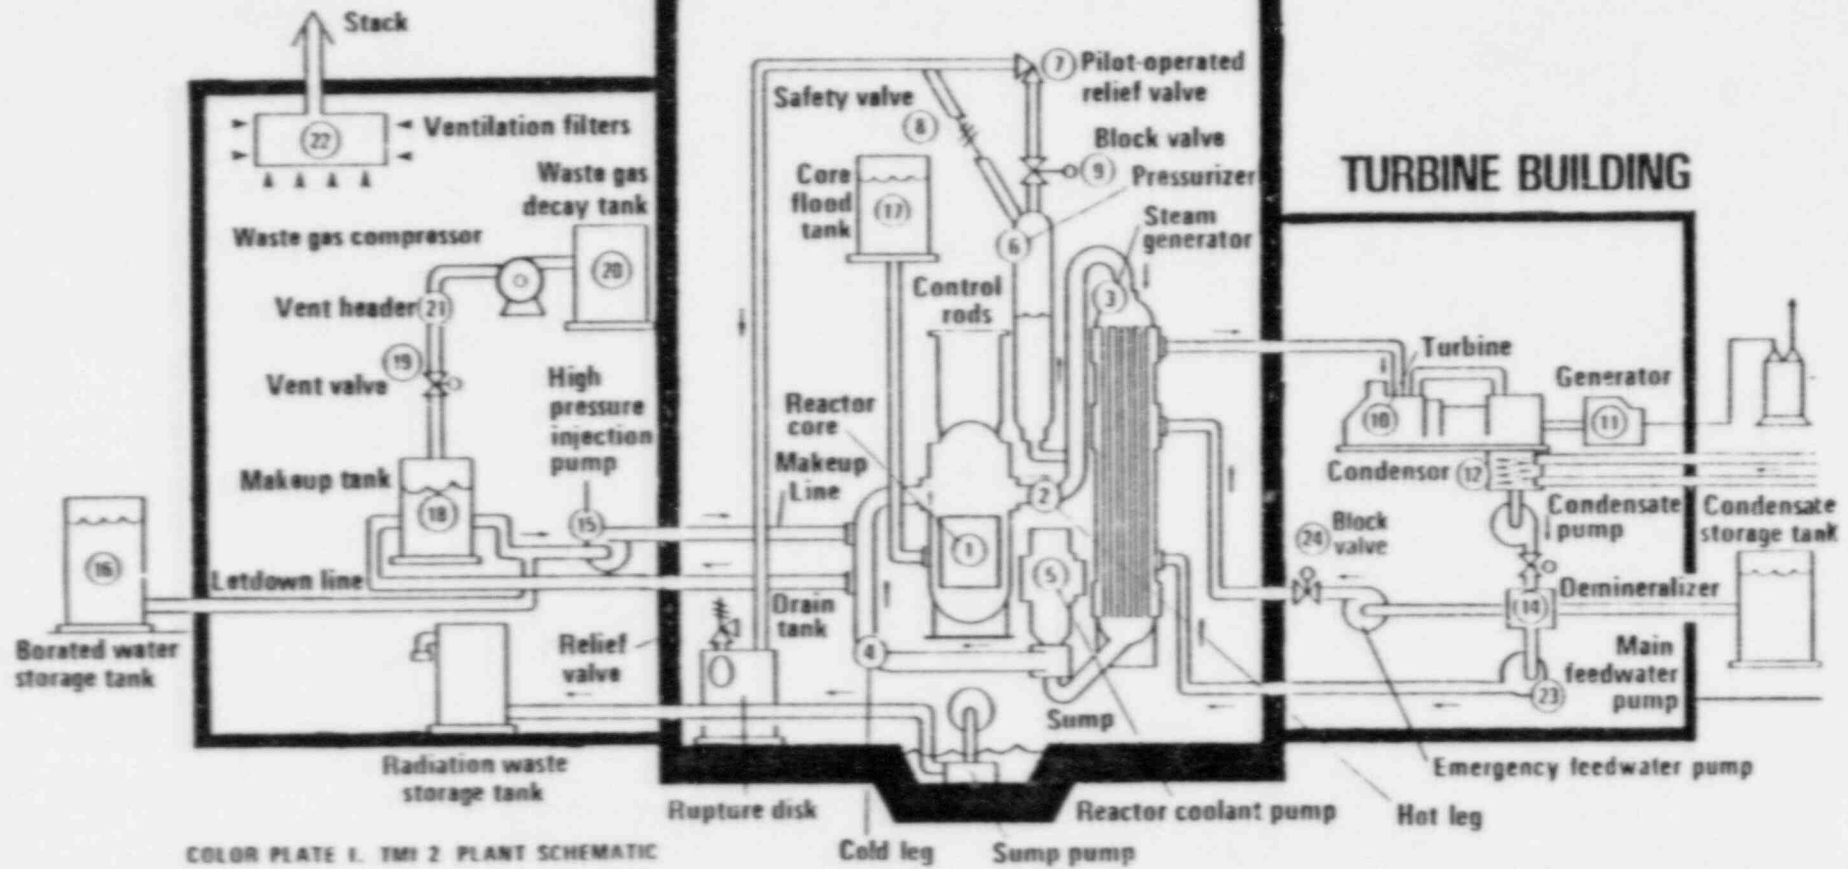 Stack
22
Ventilation filters
Waste gas
decay tank
Waste gas compressor
20
Vent header
21
19
Vent valve
High
pressure
injection
pump
Makeup tank
18
15
16
Letdown line
Borated water
storage tank
Relief
valve
Radiation waste
storage tank
7
Pilot-operated
relief valve
Safety valve
8
Block valve
9
Core
flood
tank
17
Pressurizer
6
Steam
generator
3
Control
rods
Reactor
core
Makeup
Line
2
1
5
Drain
tank
4
Sump
Rupture disk
Cold leg
Sump pump
Reactor coolant pump
Hot leg
TURBINE BUILDING
Turbine
Generator
10
11
Condensor
12
Condensate
pump
Condensate
storage tank
24
Block
valve
Demineralizer
14
Main
feedwater
pump
23
Emergency feedwater pump
COLOR PLATE I. TMI 2 PLANT SCHEMATIC